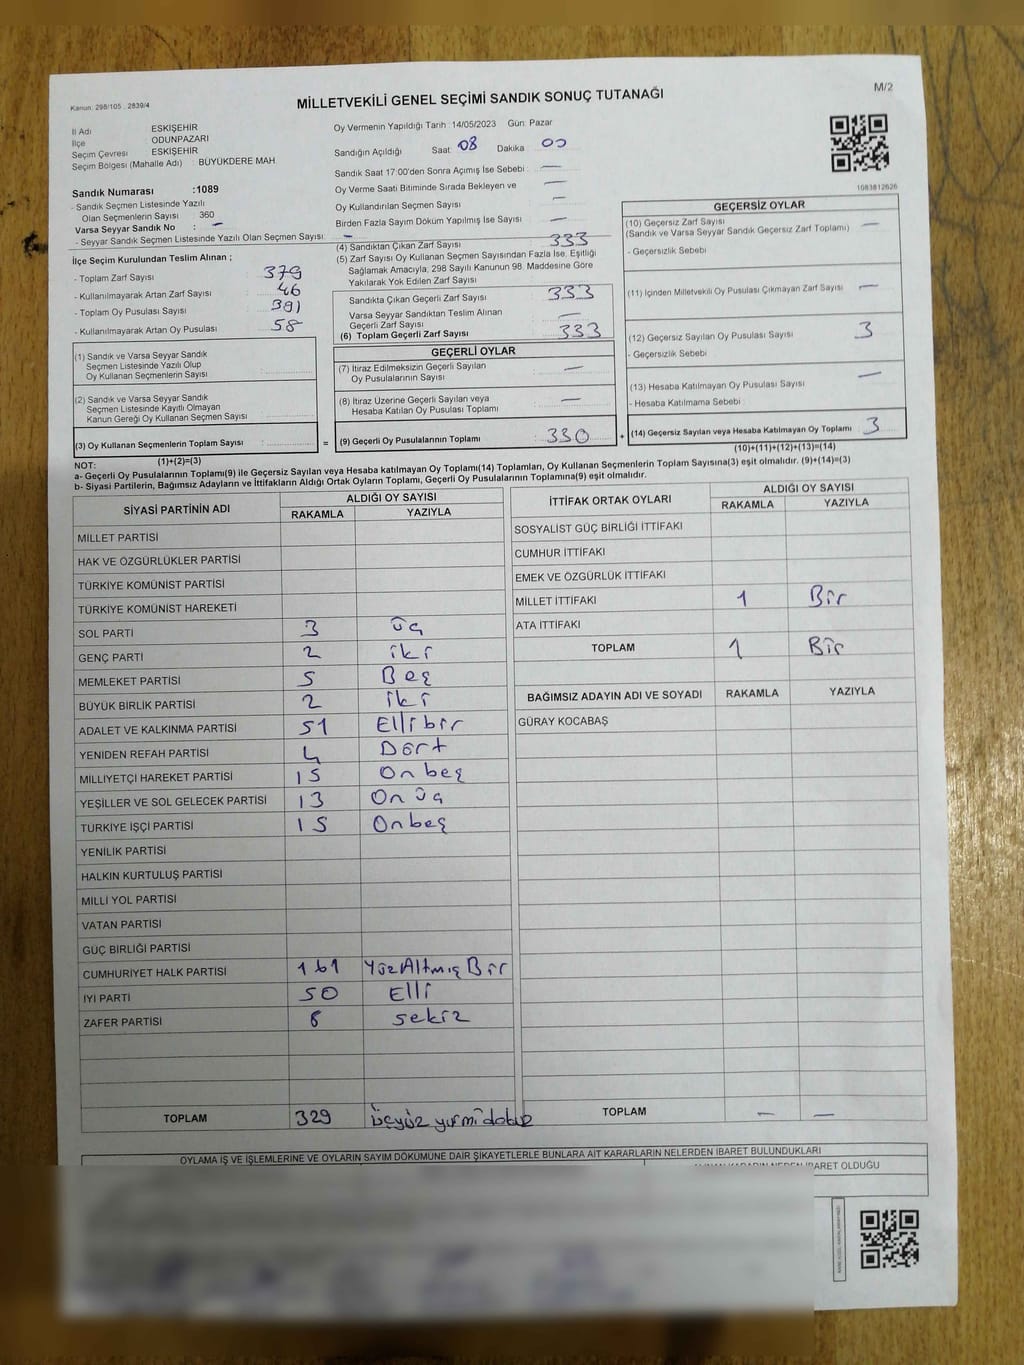 Kanun: 298/105 , 2839/4
MİLLETVEKİLİ GENEL SEÇİMİ SANDIK SONUÇ TUTANAĞI
M/2
İl Adı ESKİŞEHİR
İlçe ODUNPAZARI
Seçim Çevresi ESKİŞEHİR
Seçim Bölgesi (Mahalle Adı) : BÜYÜKDERE MAH.
Sandık Numarası :1089
- Sandık Seçmen Listesinde Yazılı
Olan Seçmenlerin Sayısı 360
Varsa Seyyar Sandık No : –
- Seyyar Sandık Seçmen Listesinde Yazılı Olan Seçmen Sayısı: –
Oy Vermenin Yapıldığı Tarih :14/05/2023 Gün: Pazar
Sandığın Açıldığı Saat: 08 Dakika : 00
Sandık Saat 17:00'den Sonra Açılmış İse Sebebi : —
Oy Verme Saati Bitiminde Sırada Bekleyen ve —
Oy Kullandırılan Seçmen Sayısı —
Birden Fazla Sayım Döküm Yapılmış İse Sayısı : —
1083812626
İlçe Seçim Kurulundan Teslim Alınan ;
- Toplam Zarf Sayısı : 379
- Kullanılmayarak Artan Zarf Sayısı : 46
- Toplam Oy Pusulası Sayısı : 391
- Kullanılmayarak Artan Oy Pusulası : 58
(1) Sandık ve Varsa Seyyar Sandık
Seçmen Listesinde Yazılı Olup
Oy Kullanan Seçmenlerin Sayısı :
(2) Sandık ve Varsa Seyyar Sandık
Seçmen Listesinde Kayıtlı Olmayan
Kanun Gereği Oy Kullanan Seçmen Sayısı :
(3) Oy Kullanan Seçmenlerin Toplam Sayısı :
(1)+(2)=(3)
(4) Sandıktan Çıkan Zarf Sayısı : 333
(5) Zarf Sayısı Oy Kullanan Seçmen Sayısından Fazla İse, Eşitliği
Sağlamak Amacıyla, 298 Sayılı Kanunun 98. Maddesine Göre
Yakılarak Yok Edilen Zarf Sayısı
Sandıkta Çıkan Geçerli Zarf Sayısı : 333
Varsa Seyyar Sandıktan Teslim Alınan
Geçerli Zarf Sayısı : —
(6) Toplam Geçerli Zarf Sayısı : 333
GEÇERLİ OYLAR
(7) İtiraz Edilmeksizin Geçerli Sayılan
Oy Pusulalarının Sayısı : —
(8) İtiraz Üzerine Geçerli Sayılan veya
Hesaba Katılan Oy Pusulası Toplamı : —
= (9) Geçerli Oy Pusulalarının Toplamı : 330 +
GEÇERSİZ OYLAR
(10) Geçersiz Zarf Sayısı : —
(Sandık ve Varsa Seyyar Sandık Geçersiz Zarf Toplamı)
- Geçersizlik Sebebi
(11) İçinden Milletvekili Oy Pusulası Çıkmayan Zarf Sayısı : —
(12) Geçersiz Sayılan Oy Pusulası Sayısı : 3
- Geçersizlik Sebebi
(13) Hesaba Katılmayan Oy Pusulası Sayısı : —
- Hesaba Katılmama Sebebi :
(14) Geçersiz Sayılan veya Hesaba Katılmayan Oy Toplamı : 3
(10)+(11)+(12)+(13)=(14)
NOT:
a- Geçerli Oy Pusulalarının Toplamı(9) ile Geçersiz Sayılan veya Hesaba katılmayan Oy Toplamı(14) Toplamları, Oy Kullanan Seçmenlerin Toplam Sayısına(3) eşit olmalıdır. (9)+(14)=(3)
b- Siyasi Partilerin, Bağımsız Adayların ve İttifakların Aldığı Ortak Oyların Toplamı, Geçerli Oy Pusulalarının Toplamına(9) eşit olmalıdır.
SİYASİ PARTİNİN ADI ALDIĞI OY SAYISI
RAKAMLA YAZIYLA
MİLLET PARTİSİ
HAK VE ÖZGÜRLÜKLER PARTİSİ
TÜRKİYE KOMÜNİST PARTİSİ
TÜRKİYE KOMÜNİST HAREKETİ
SOL PARTİ 3 üç
GENÇ PARTİ 2 iki
MEMLEKET PARTİSİ 5 Beş
BÜYÜK BİRLİK PARTİSİ 2 iki
ADALET VE KALKINMA PARTİSİ 51 Ellibir
YENİDEN REFAH PARTİSİ 4 Dört
MİLLİYETÇİ HAREKET PARTİSİ 15 On beş
YEŞİLLER VE SOL GELECEK PARTİSİ 13 On üç
TÜRKİYE İŞÇİ PARTİSİ 15 Onbeş
YENİLİK PARTİSİ
HALKIN KURTULUŞ PARTİSİ
MİLLİ YOL PARTİSİ
VATAN PARTİSİ
GÜÇ BİRLİĞİ PARTİSİ
CUMHURİYET HALK PARTİSİ 161 YüzAltmış Bir
İYİ PARTİ 50 Elli
ZAFER PARTİSİ 8 sekiz
TOPLAM 329 üçyüz yirmidokuz
İTTİFAK ORTAK OYLARI ALDIĞI OY SAYISI
RAKAMLA YAZIYLA
SOSYALİST GÜÇ BİRLİĞİ İTTİFAKI
CUMHUR İTTİFAKI
EMEK VE ÖZGÜRLÜK İTTİFAKI
MİLLET İTTİFAKI 1 Bir
ATA İTTİFAKI
TOPLAM 1 Bir
BAĞIMSIZ ADAYIN ADI VE SOYADI RAKAMLA YAZIYLA
GÜRAY KOCABAŞ
TOPLAM — —
OYLAMA İŞ VE İŞLEMLERİNE VE OYLARIN SAYIM DÖKÜMÜNE DAİR ŞİKAYETLERLE BUNLARA AİT KARARLARIN NELERDEN İBARET BULUNDUKLARI
İBARET OLDUĞU